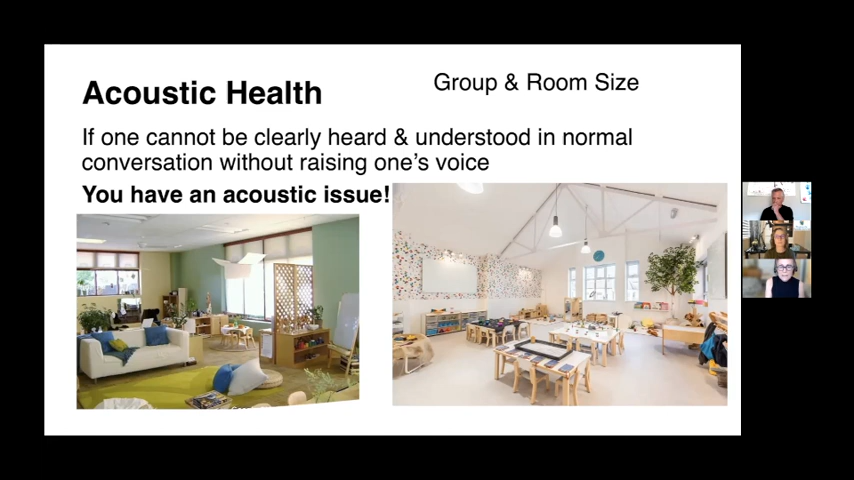 Acoustic Health
Group & Room Size
If one cannot be clearly heard & understood in normal
conversation without raising one's voice
You have an acoustic issue!